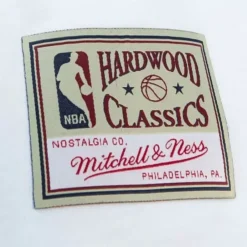 HARDWOOD
NBA
CLASSICS
NOSTALGIA CO.
Mitchell & Ness
PHILADELPHIA, PA.